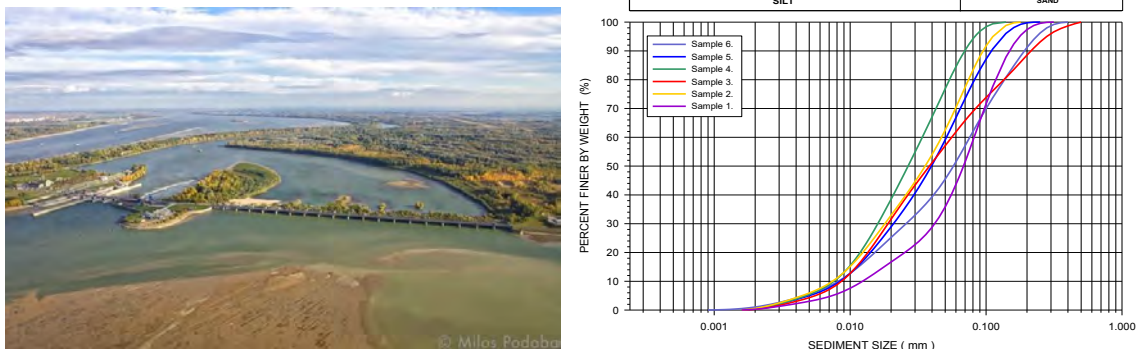 © Milos Podoba
SILT
SAND
PERCENT FINER BY WEIGHT (%)
100
90
80
70
60
50
40
30
20
10
0
Sample 6.
Sample 5.
Sample 4.
Sample 3.
Sample 2.
Sample 1.
0.001
0.010
0.100
1.000
SEDIMENT SIZE ( mm )